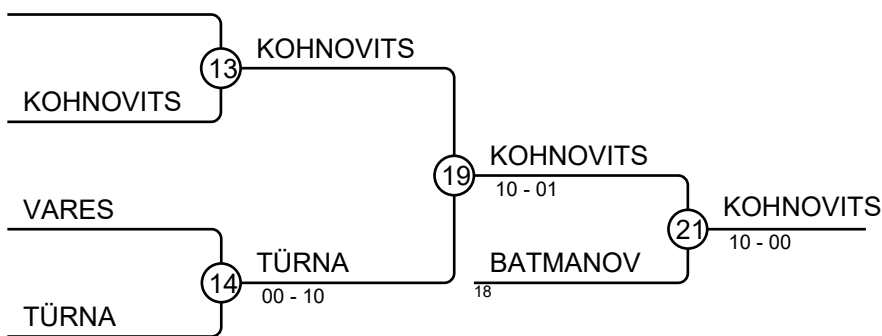 KOHNOVITS
13
KOHNOVITS
KOHNOVITS
19
10 - 01
VARES
KOHNOVITS
21
10 - 00
TÜRNA
BATMANOV
14
00 - 10
18
TÜRNA